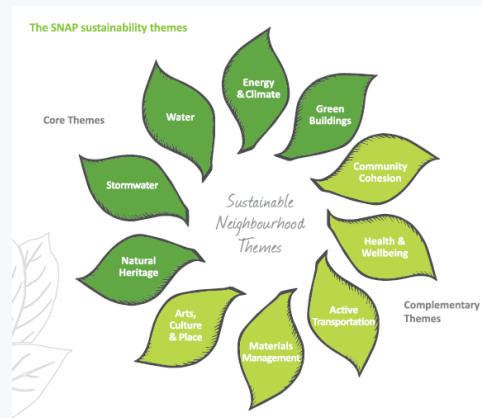 The SNAP sustainability themes
Core Themes
Energy
& Climate
Green
Buildings
Community
Cohesion
Health &
Wellbeing
Active
Transportation
Materials
Management
Arts,
Culture
& Place
Natural
Heritage
Stormwater
Water
Sustainable
Neighbourhood
Themes
Complementary
Themes